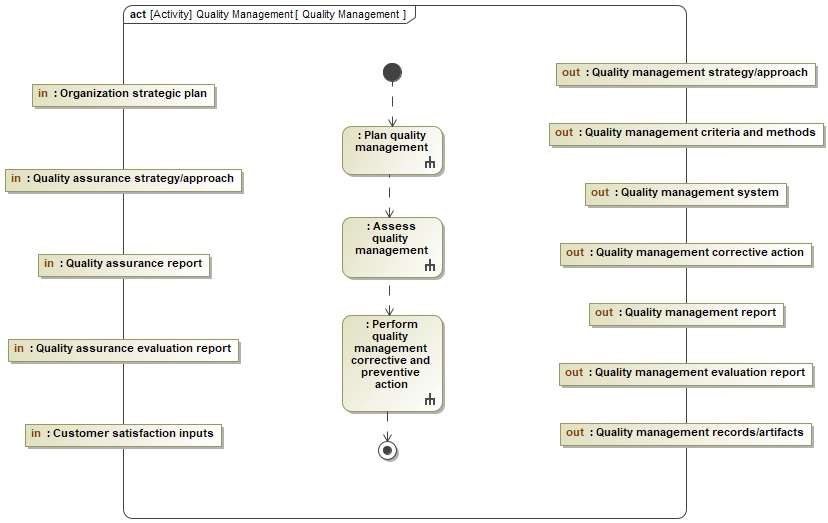 act [Activity] Quality Management [ Quality Management ]
in : Organization strategic plan
in : Quality assurance strategy/approach
in : Quality assurance report
in : Quality assurance evaluation report
in : Customer satisfaction inputs
: Plan quality
management
: Assess
quality
management
: Perform
quality
management
corrective and
preventive
action
out : Quality management strategy/approach
out : Quality management criteria and methods
out : Quality management system
out : Quality management corrective action
out : Quality management report
out : Quality management evaluation report
out : Quality management records/artifacts